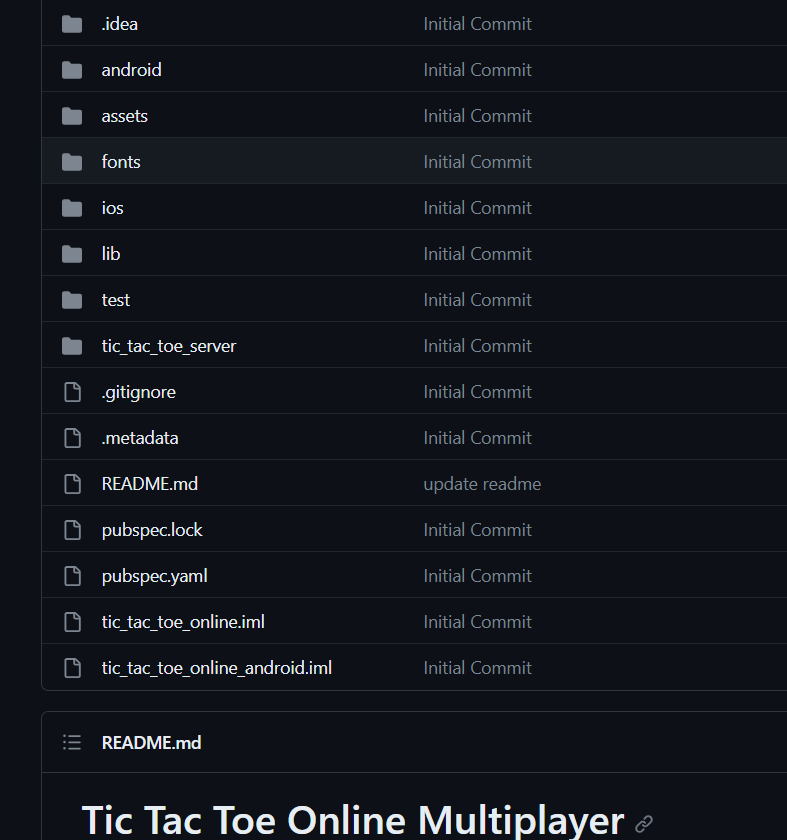 .idea Initial Commit
android Initial Commit
assets Initial Commit
fonts Initial Commit
ios Initial Commit
lib Initial Commit
test Initial Commit
tic_tac_toe_server Initial Commit
.gitignore Initial Commit
.metadata Initial Commit
README.md update readme
pubspec.lock Initial Commit
pubspec.yaml Initial Commit
tic_tac_toe_online.iml Initial Commit
tic_tac_toe_online_android.iml Initial Commit
README.md
Tic Tac Toe Online Multiplayer